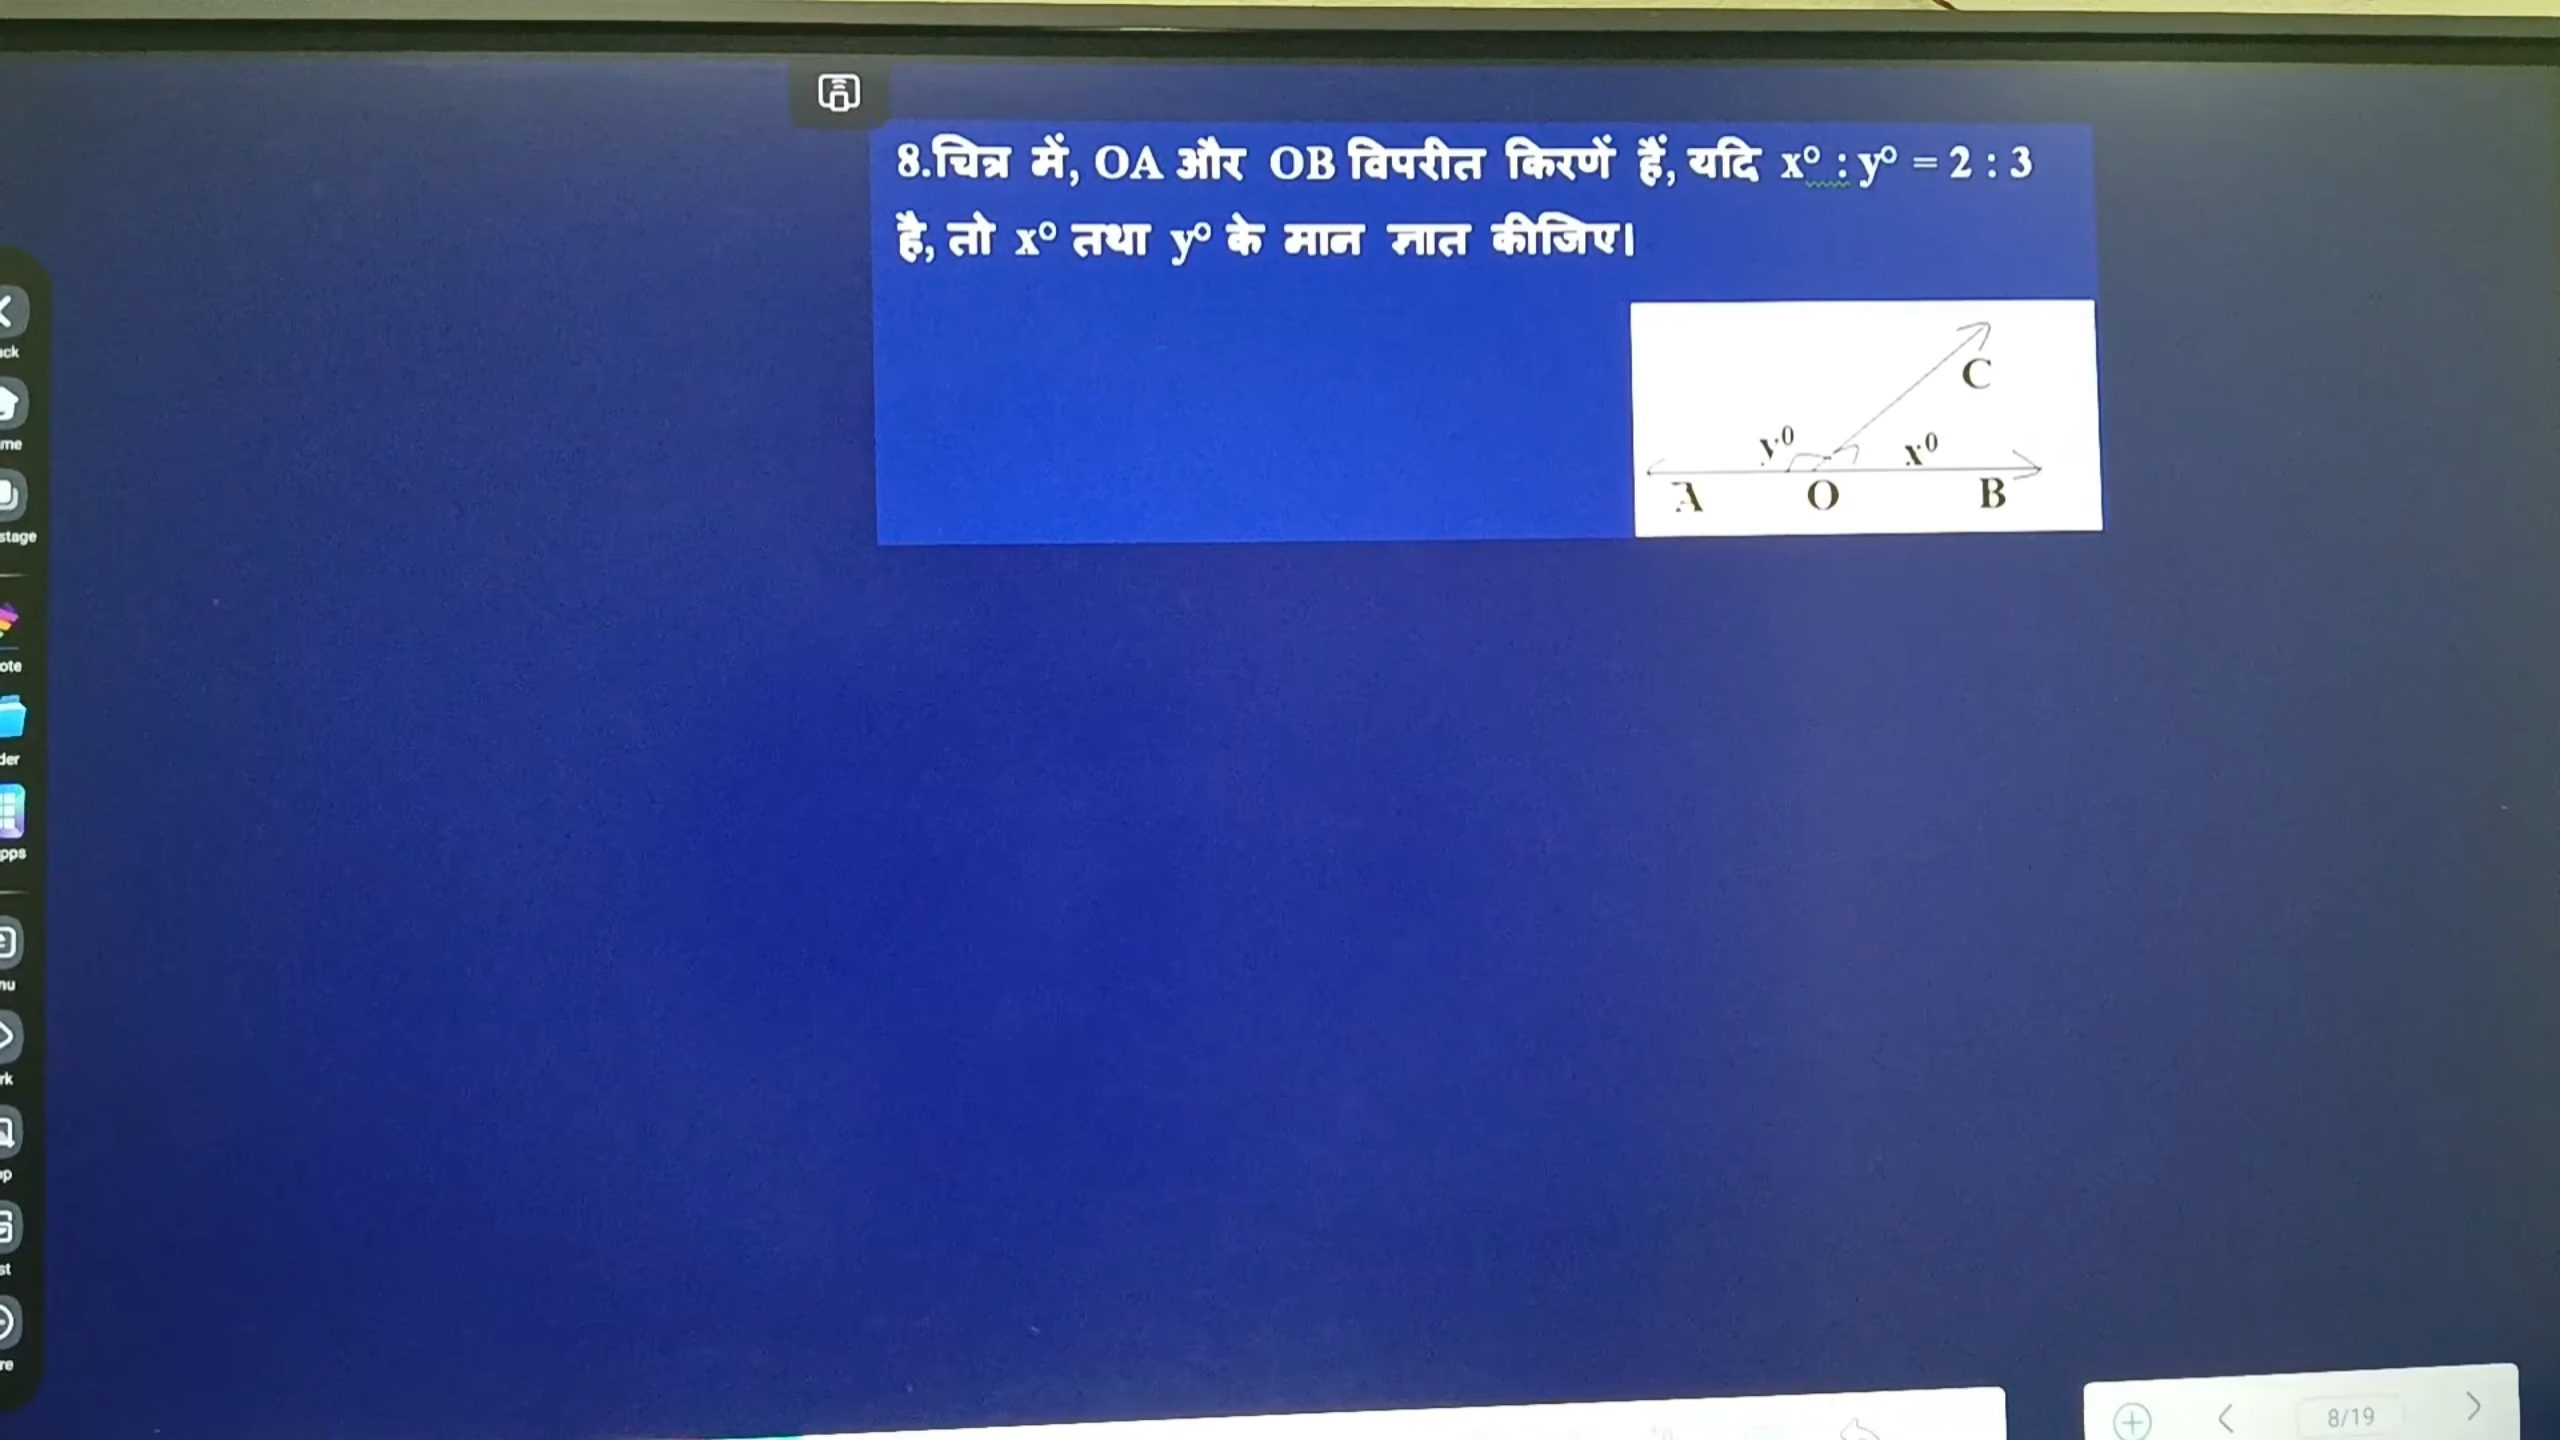 8.चित्र में, OA और OB विपरीत किरणें हैं, यदि x° : y° = 2 : 3
है, तो x° तथा y° के मान ज्ञात कीजिए।
C
y⁰
x⁰
A
O
B
8/19